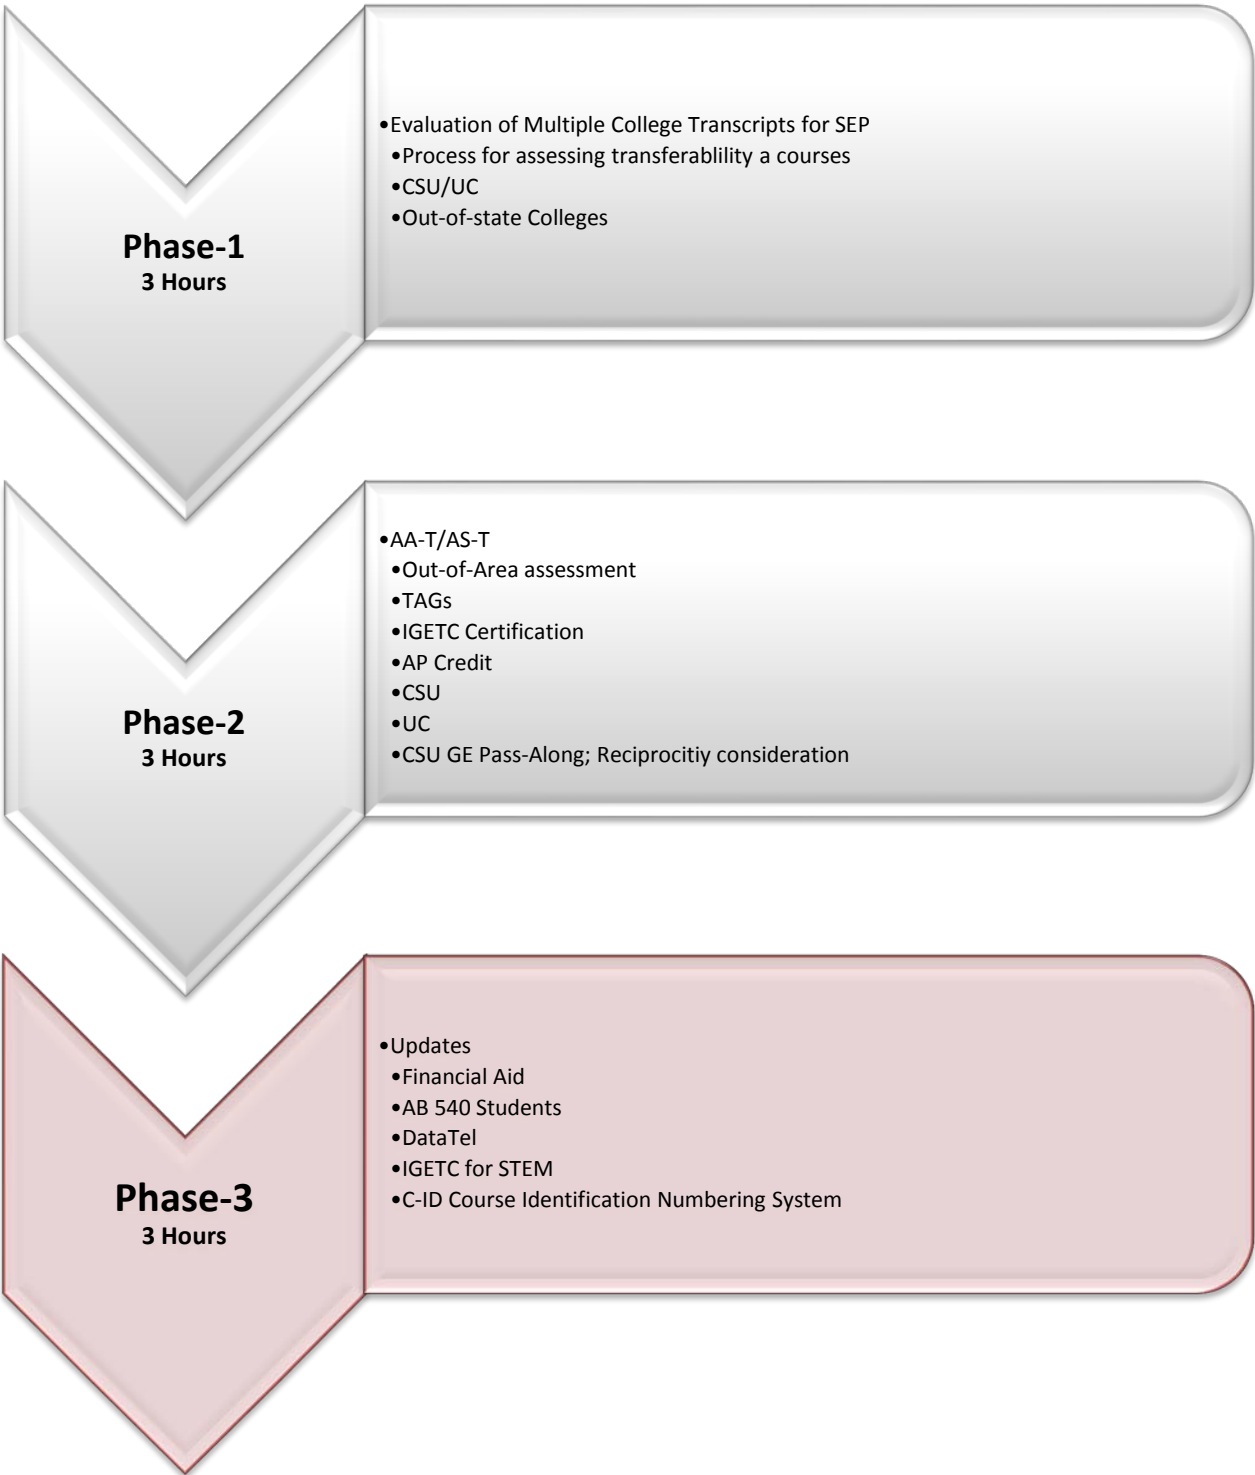 Phase-1
3 Hours
•Evaluation of Multiple College Transcripts for SEP
•Process for assessing transferablility a courses
•CSU/UC
•Out-of-state Colleges
Phase-2
3 Hours
•AA-T/AS-T
•Out-of-Area assessment
•TAGs
•IGETC Certification
•AP Credit
•CSU
•UC
•CSU GE Pass-Along; Reciprocitiy consideration
Phase-3
3 Hours
•Updates
•Financial Aid
•AB 540 Students
•DataTel
•IGETC for STEM
•C-ID Course Identification Numbering System